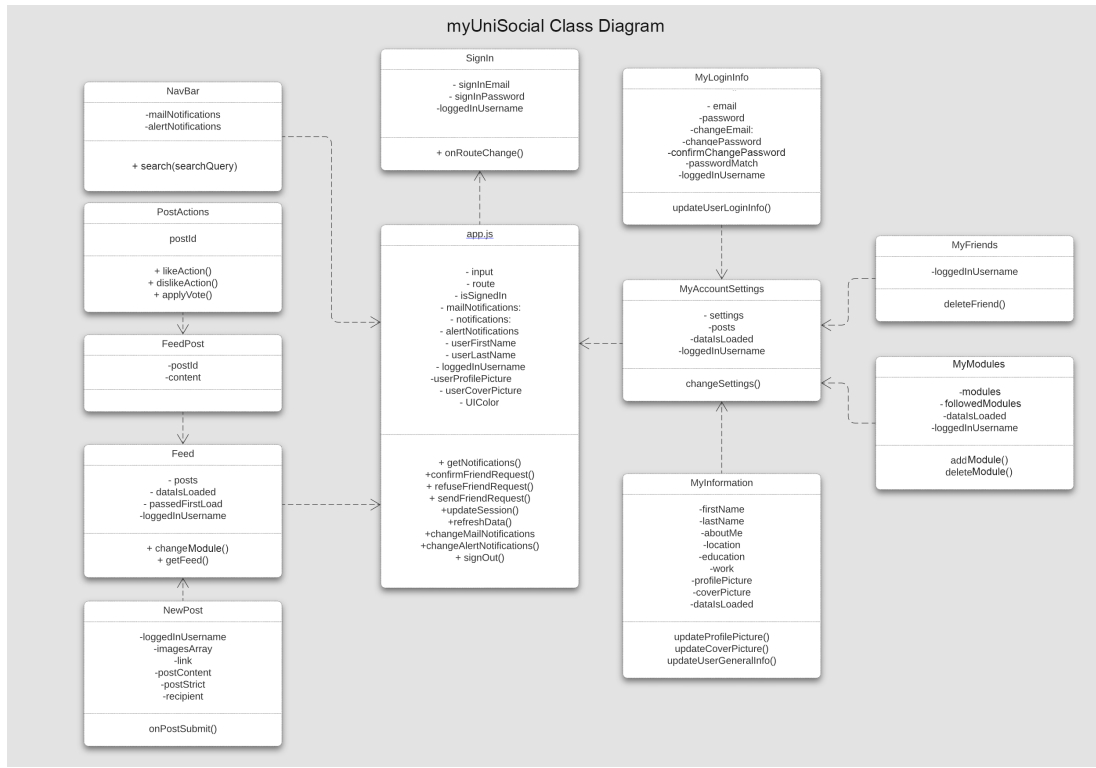 myUniSocial Class Diagram
SignIn
- signInEmail
- signInPassword
-loggedInUsername
+ onRouteChange()
NavBar
-mailNotifications
-alertNotifications
+ search(searchQuery)
MyLoginInfo
- email
-password
-changeEmail:
- changePassword
-confirmChangePassword
-passwordMatch
-loggedInUsername
updateUserLoginInfo()
PostActions
postId
+ likeAction()
+ dislikeAction()
+ applyVote()
app.js
- input
- route
- isSignedIn
- mailNotifications:
- notifications:
- alertNotifications
- userFirstName
- userLastName
- loggedInUsername
-userProfilePicture
- userCoverPicture
- UIColor
+ getNotifications()
+confirmFriendRequest()
+ refuseFriendRequest()
+ sendFriendRequest()
+updateSession()
+refreshData()
+changeMailNotifications
+changeAlertNotifications()
+ signOut()
MyFriends
-loggedInUsername
deleteFriend()
MyAccountSettings
- settings
-posts
-dataIsLoaded
-loggedInUsername
changeSettings()
FeedPost
-postId
-content
MyModules
-modules
- followedModules
-dataIsLoaded
-loggedInUsername
add Module()
deleteModule()
Feed
- posts
- dataIsLoaded
- passedFirstLoad
-loggedInUsername
+ changeModule()
+ getFeed()
MyInformation
-firstName
-lastName
-aboutMe
-location
-education
-work
-profilePicture
-coverPicture
-dataIsLoaded
updateProfilePicture()
updateCoverPicture()
updateUserGeneralInfo()
NewPost
-loggedInUsername
-imagesArray
-link
-postContent
-postStrict
-recipient
onPostSubmit()